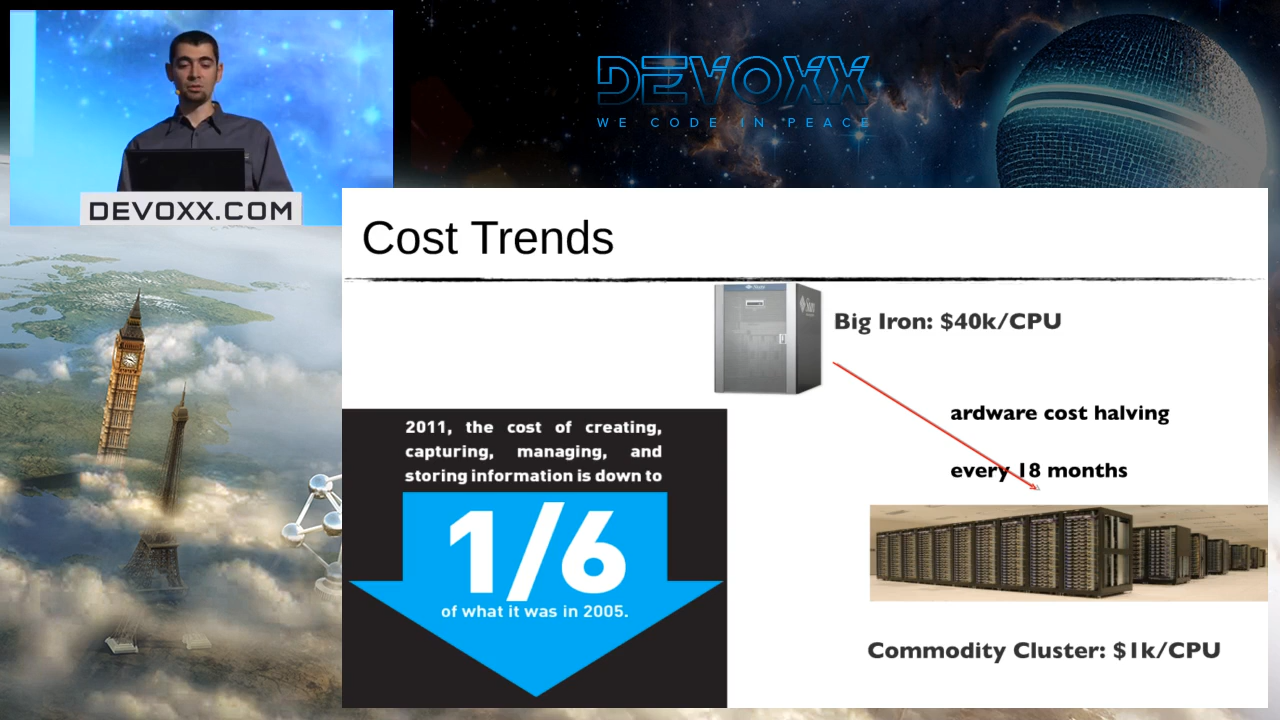 DEVOXX
WE CODE IN PEACE
DEVOXX.COM
Cost Trends
Big Iron: $40k/CPU
ardware cost halving
every 18 months
2011, the cost of creating,
capturing, managing, and
storing information is down to
1/6
of what it was in 2005.
Commodity Cluster: $1k/CPU